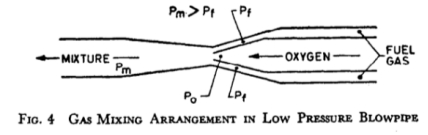 Pm > Pf
Pf
MIXTURE
Pm
OXYGEN
FUEL
GAS
Po
Pf
FIG. 4 GAS MIXING ARRANGEMENT IN LOW PRESSURE BLOWPIPE